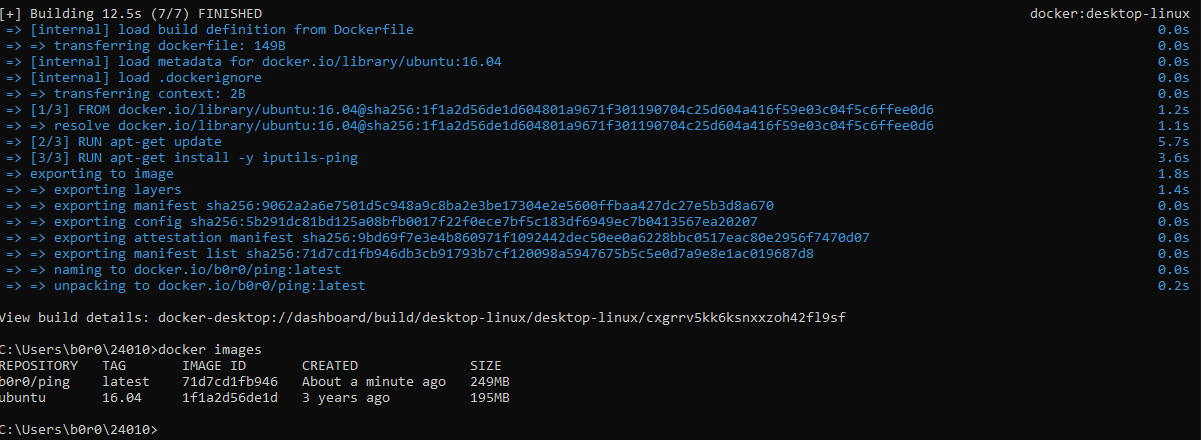 [+] Building 12.5s (7/7) FINISHED docker:desktop-linux
=> [internal] load build definition from Dockerfile 0.0s
=> => transferring dockerfile: 149B 0.0s
=> [internal] load metadata for docker.io/library/ubuntu:16.04 0.0s
=> [internal] load .dockerignore 0.0s
=> => transferring context: 2B 0.0s
=> [1/3] FROM docker.io/library/ubuntu:16.04@sha256:1f1a2d56de1d604801a9671f301190704c25d604a416f59e03c04f5c6ffee0d6 1.2s
=> => resolve docker.io/library/ubuntu:16.04@sha256:1f1a2d56de1d604801a9671f301190704c25d604a416f59e03c04f5c6ffee0d6 1.1s
=> [2/3] RUN apt-get update 5.7s
=> [3/3] RUN apt-get install -y iputils-ping 3.6s
=> exporting to image 1.8s
=> => exporting layers 1.4s
=> => exporting manifest sha256:9062a2a6e7501d5c948a9c8ba2e3be17304e2e5600ffbaa427dc27e5b3d8a670 0.0s
=> => exporting config sha256:5b291dc81bd125a08bfb0017f22f0ece7bf5c183df6949ec7b0413567ea20207 0.0s
=> => exporting attestation manifest sha256:9bd69f7e3e4b860971f1092442dec50ee0a6228bbc0517eac80e2956f7470d07 0.0s
=> => exporting manifest list sha256:71d7cd1fb946db3cb91793b7cf120098a5947675b5c5e0d7a9e8e1ac019687d8 0.0s
=> => naming to docker.io/b0r0/ping:latest 0.0s
=> => unpacking to docker.io/b0r0/ping:latest 0.2s
View build details: docker-desktop://dashboard/build/desktop-linux/desktop-linux/cxgrrv5kk6ksnxxzoh42fl9sf
C:\Users\b0r0\24010>docker images
REPOSITORY TAG IMAGE ID CREATED SIZE
b0r0/ping latest 71d7cd1fb946 About a minute ago 249MB
ubuntu 16.04 1f1a2d56de1d 3 years ago 195MB
C:\Users\b0r0\24010>